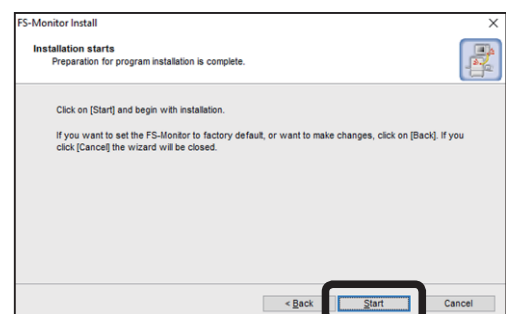 FS-Monitor Install
Installation starts
Preparation for program installation is complete.
Click on [Start] and begin with installation.
If you want to set the FS-Monitor to factory default, or want to make changes, click on [Back]. If you
click [Cancel] the wizard will be closed.
< Back
Start
Cancel